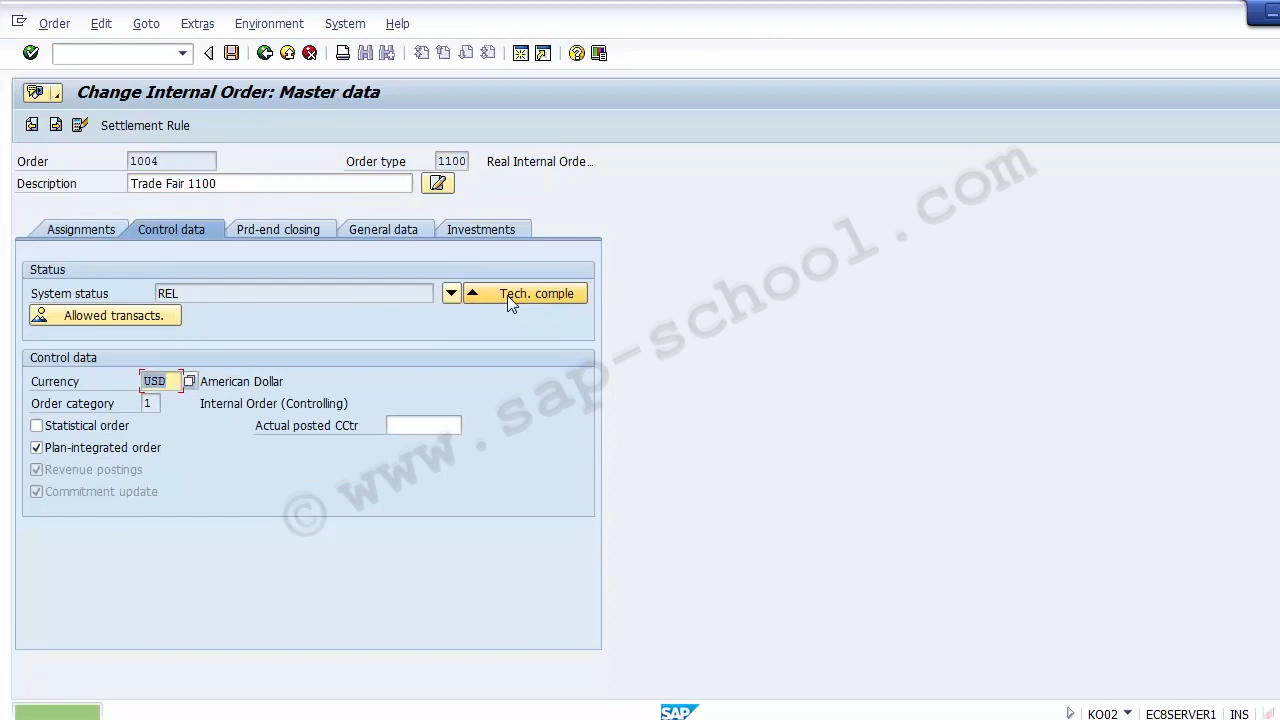 Order Edit Goto Extras Environment System Help
Change Internal Order: Master data
Settlement Rule
Order 1004 Order type 1100 Real Internal Orde...
Description Trade Fair 1100
Assignments Control data Prd-end closing General data Investments
Status
System status REL Tech. comple
Allowed transacts.
Control data
Currency USD American Dollar
Order category 1 Internal Order (Controlling)
Statistical order Actual posted CCtr
Plan-integrated order
Revenue postings
Commitment update
© www.sap-school.com
SAP KO02 EC8SERVER1 INS